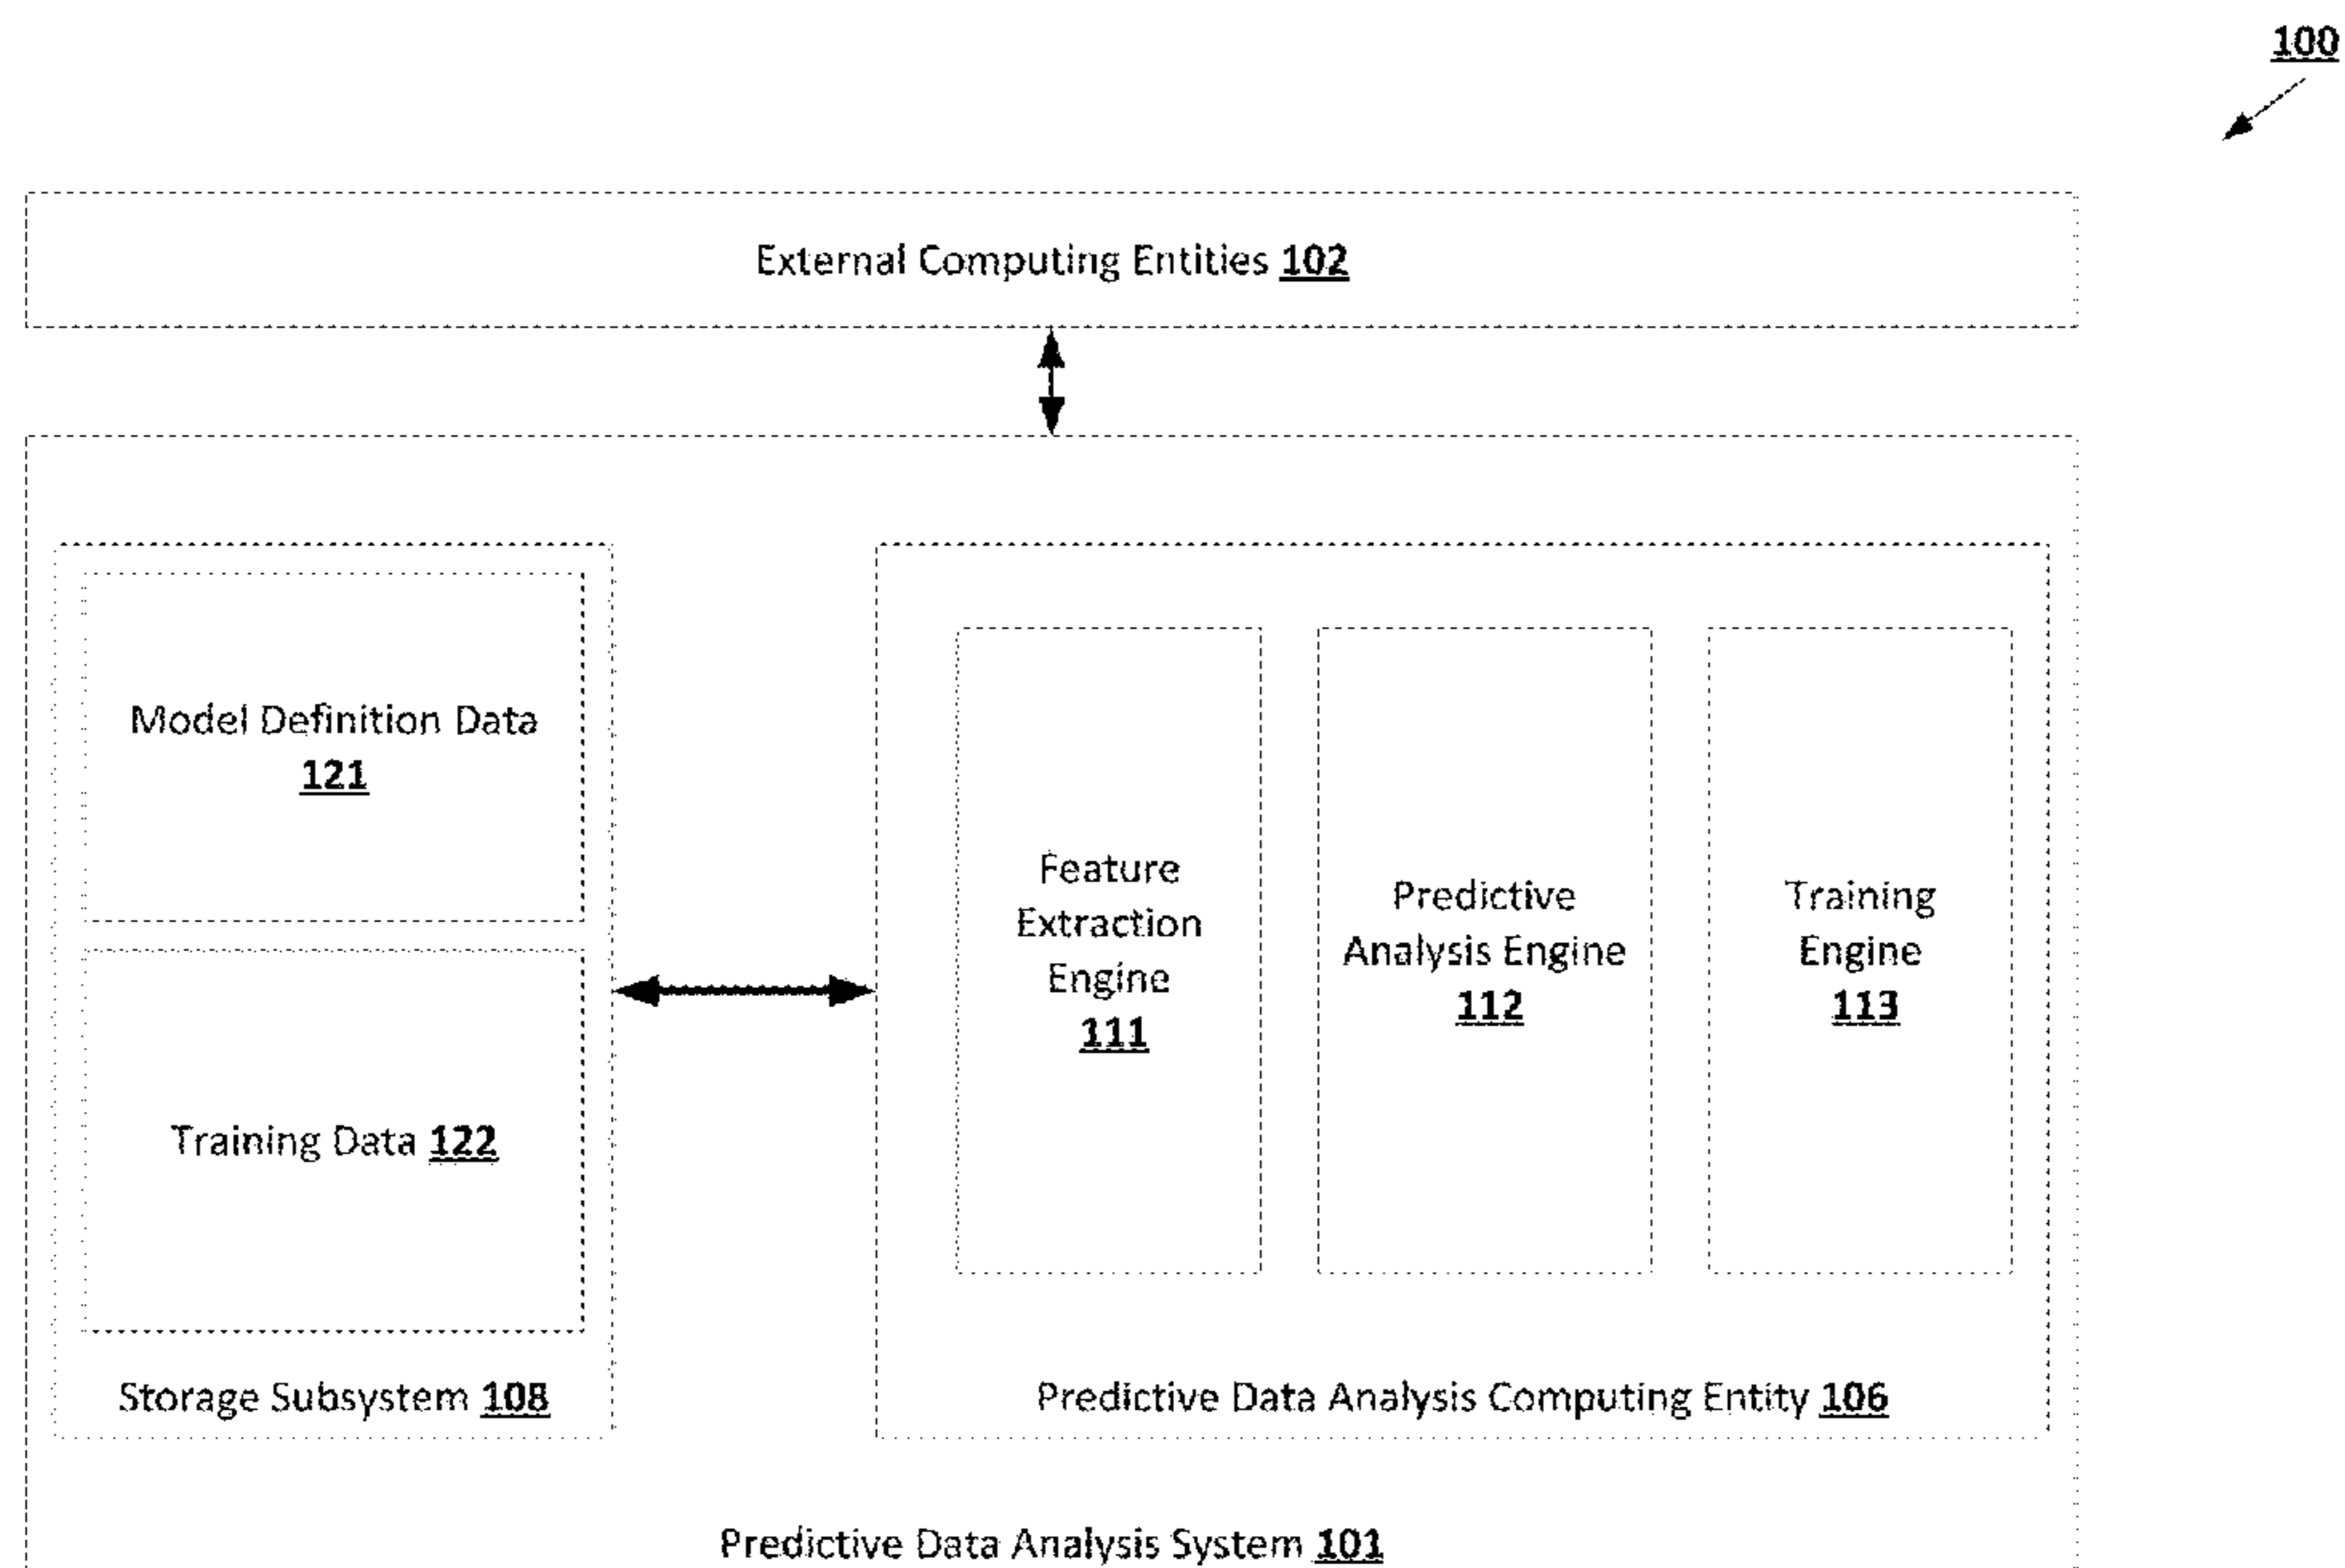 100
External Computing Entities 102
Model Definition Data
121
Training Data 122
Storage Subsystem 108
Feature
Extraction
Engine
111
Predictive
Analysis Engine
112
Training
Engine
113
Predictive Data Analysis Computing Entity 106
Predictive Data Analysis System 101